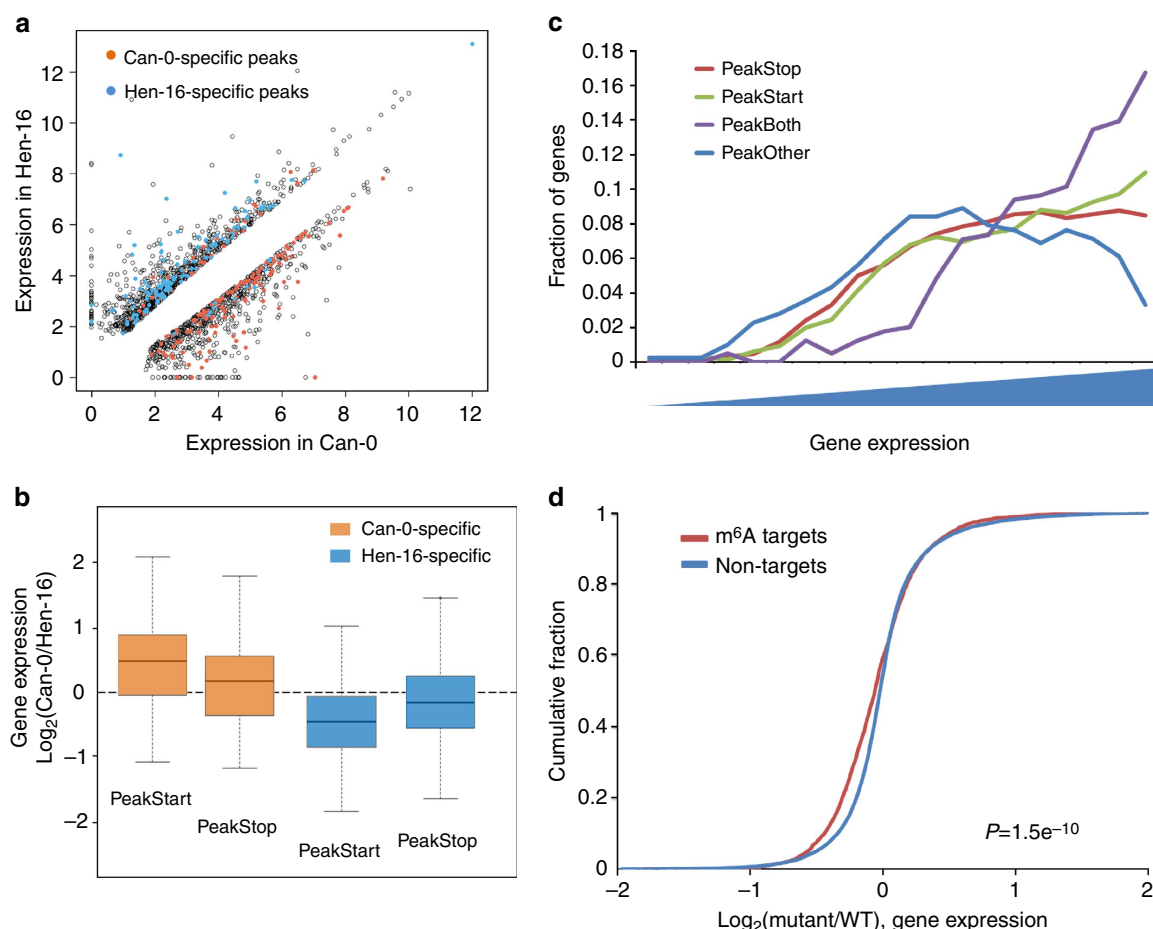 a
Can-0-specific peaks
Hen-16-specific peaks
12
10
8
6
4
2
0
Expression in Hen-16
0 2 4 6 8 10 12
Expression in Can-0
b
Can-0-specific
Hen-16-specific
2
1
0
−1
−2
Gene expression
Log2(Can-0/Hen-16)
PeakStart
PeakStop
PeakStart
PeakStop
c
0.18
0.16
0.14
0.12
0.1
0.08
0.06
0.04
0.02
0
Fraction of genes
PeakStop
PeakStart
PeakBoth
PeakOther
Gene expression
d
1
0.8
0.6
0.4
0.2
0
Cumulative fraction
m⁶A targets
Non-targets
P=1.5e⁻¹⁰
−2 −1 0 1 2
Log₂(mutant/WT), gene expression